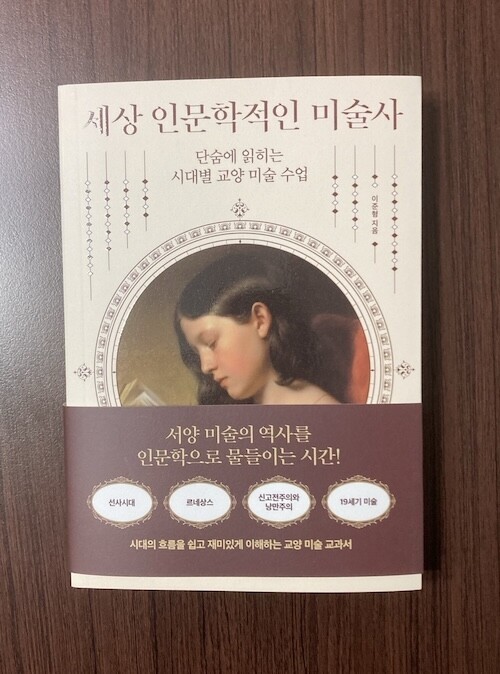 세상 인문학적인 미술사
단숨에 읽히는
시대별 교양 미술 수업
이준형 지음
서양 미술의 역사를
인문학으로 물들이는 시간!
선사시대
르네상스
신고전주의와
낭만주의
19세기 미술
시대의 흐름을 쉽고 재미있게 이해하는 교양 미술 교과서